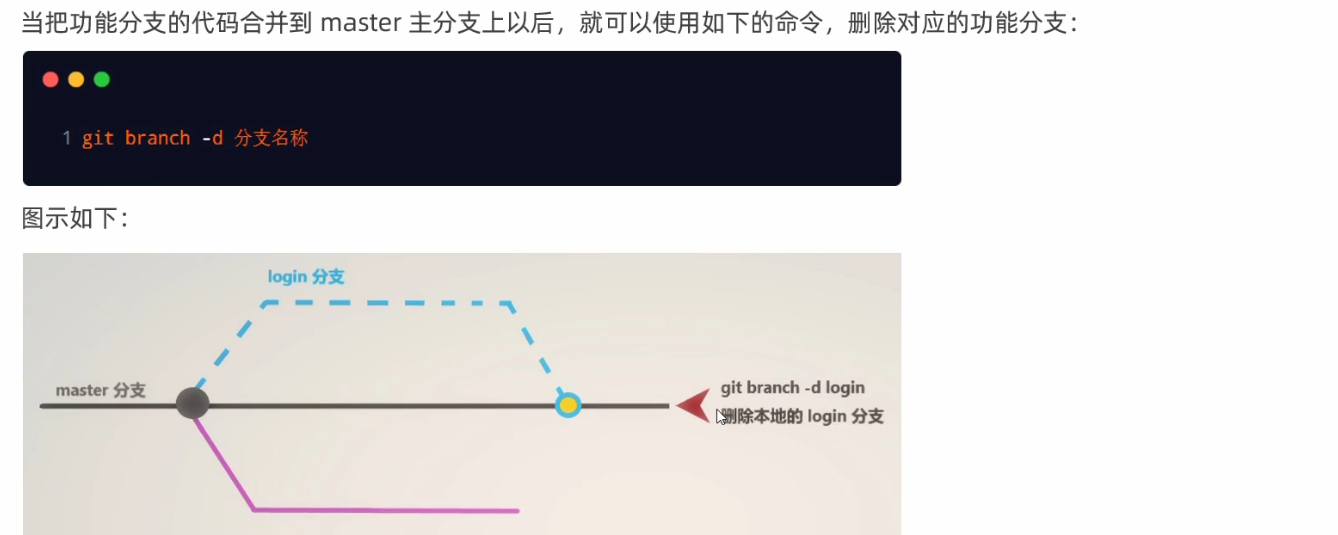 当把功能分支的代码合并到 master 主分支上以后，就可以使用如下的命令，删除对应的功能分支：
1 git branch -d 分支名称
图示如下：
login 分支
master 分支
git branch -d login
删除本地的 login 分支